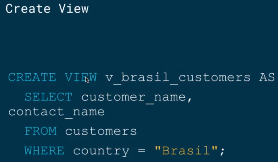 Create View
CREATE VIEW v_brasil_customers AS
SELECT customer_name,
contact_name
FROM customers
WHERE country = "Brasil";